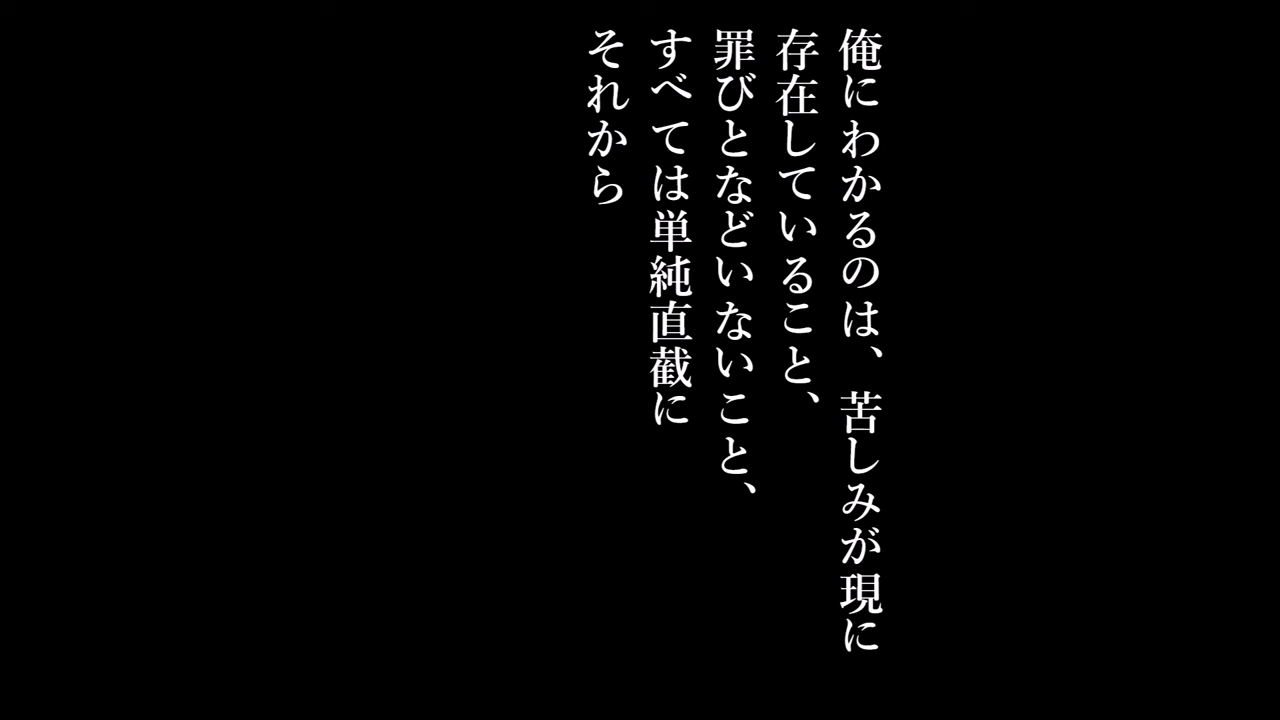 俺にわかるのは、苦しみが現に
存在していること、
罪びとなどいないこと、
すべては単純直截に
それから